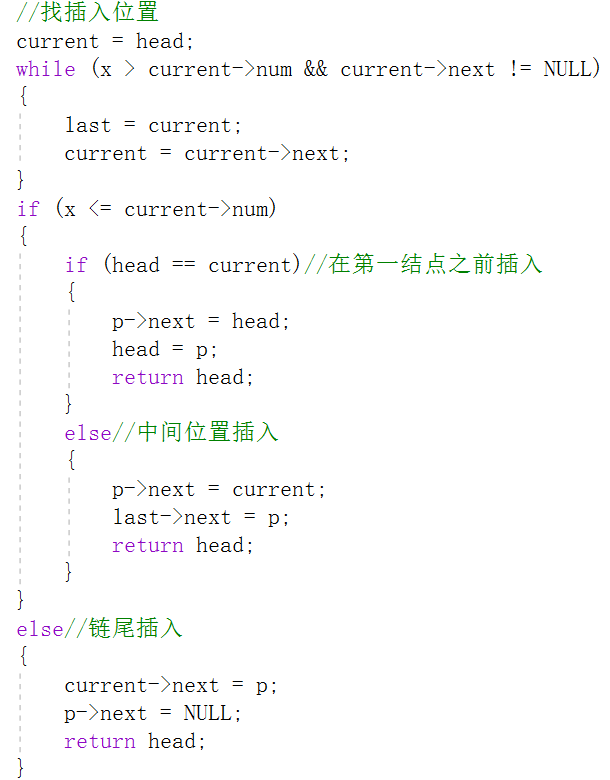 //找插入位置
current = head;
while (x > current->num && current->next != NULL)
{
    last = current;
    current = current->next;
}
if (x <= current->num)
{
    if (head == current)//在第一结点之前插入
    {
        p->next = head;
        head = p;
        return head;
    }
    else//中间位置插入
    {
        p->next = current;
        last->next = p;
        return head;
    }
}
else//链尾插入
{
    current->next = p;
    p->next = NULL;
    return head;
}